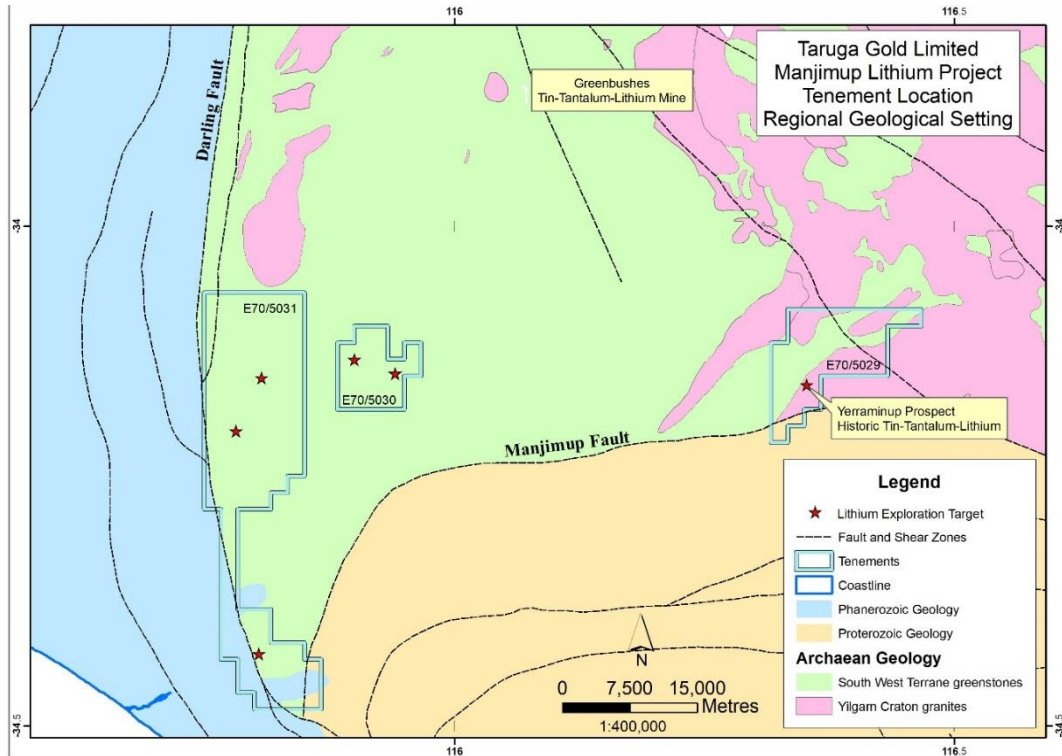 116
116.5
Taruga Gold Limited
Manjimup Lithium Project
Tenement Location
Regional Geological Setting
Greenbushes
Tin-Tantalum-Lithium Mine
Darling Fault
-34
-34
E70/5031
E70/5030
E70/5029
Yerraminup Prospect
Historic Tin-Tantalum-Lithium
Manjimup Fault
Legend
Lithium Exploration Target
Fault and Shear Zones
Tenements
Coastline
Phanerozoic Geology
Proterozoic Geology
Archaean Geology
South West Terrane greenstones
Yilgarn Craton granites
N
0 7,500 15,000
Metres
1:400,000
-34.5
-34.5
116
116.5